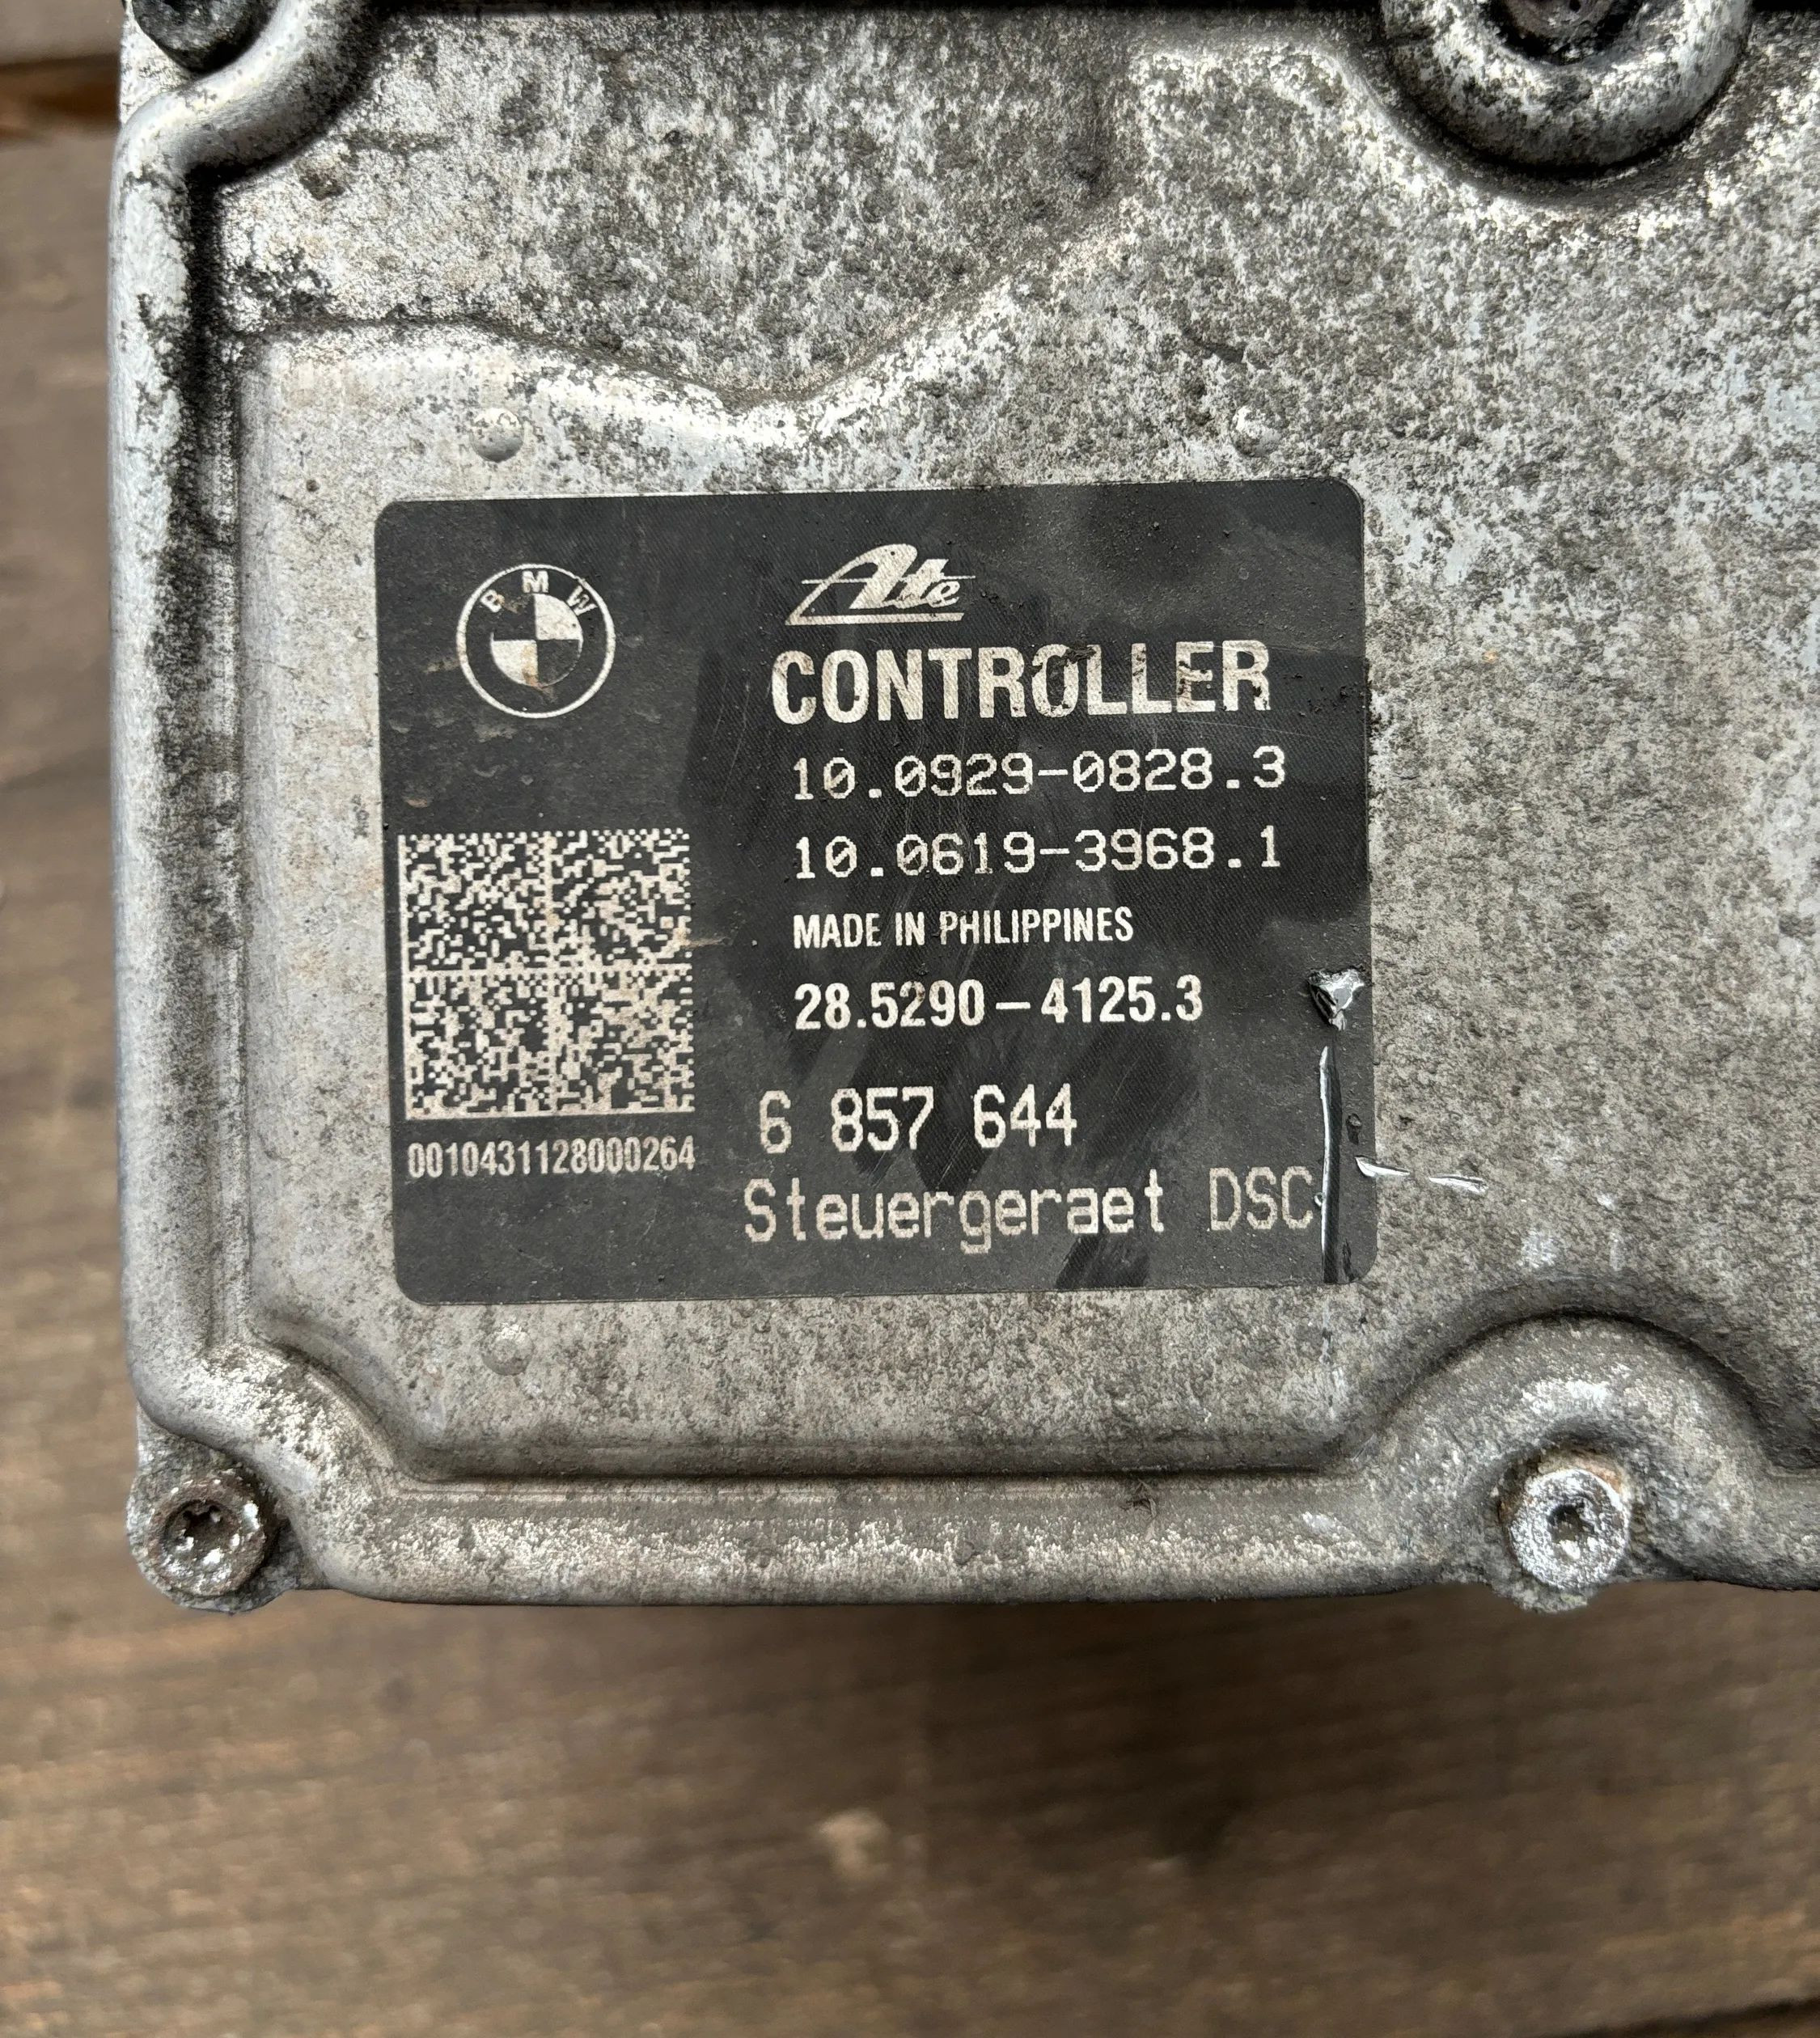 BMW
Ate
CONTROLLER
10.0929-0828.3
10.0619-3968.1
MADE IN PHILIPPINES
28.5290-4125.3
0010431128000264
6 857 644
Steuergeraet DSC